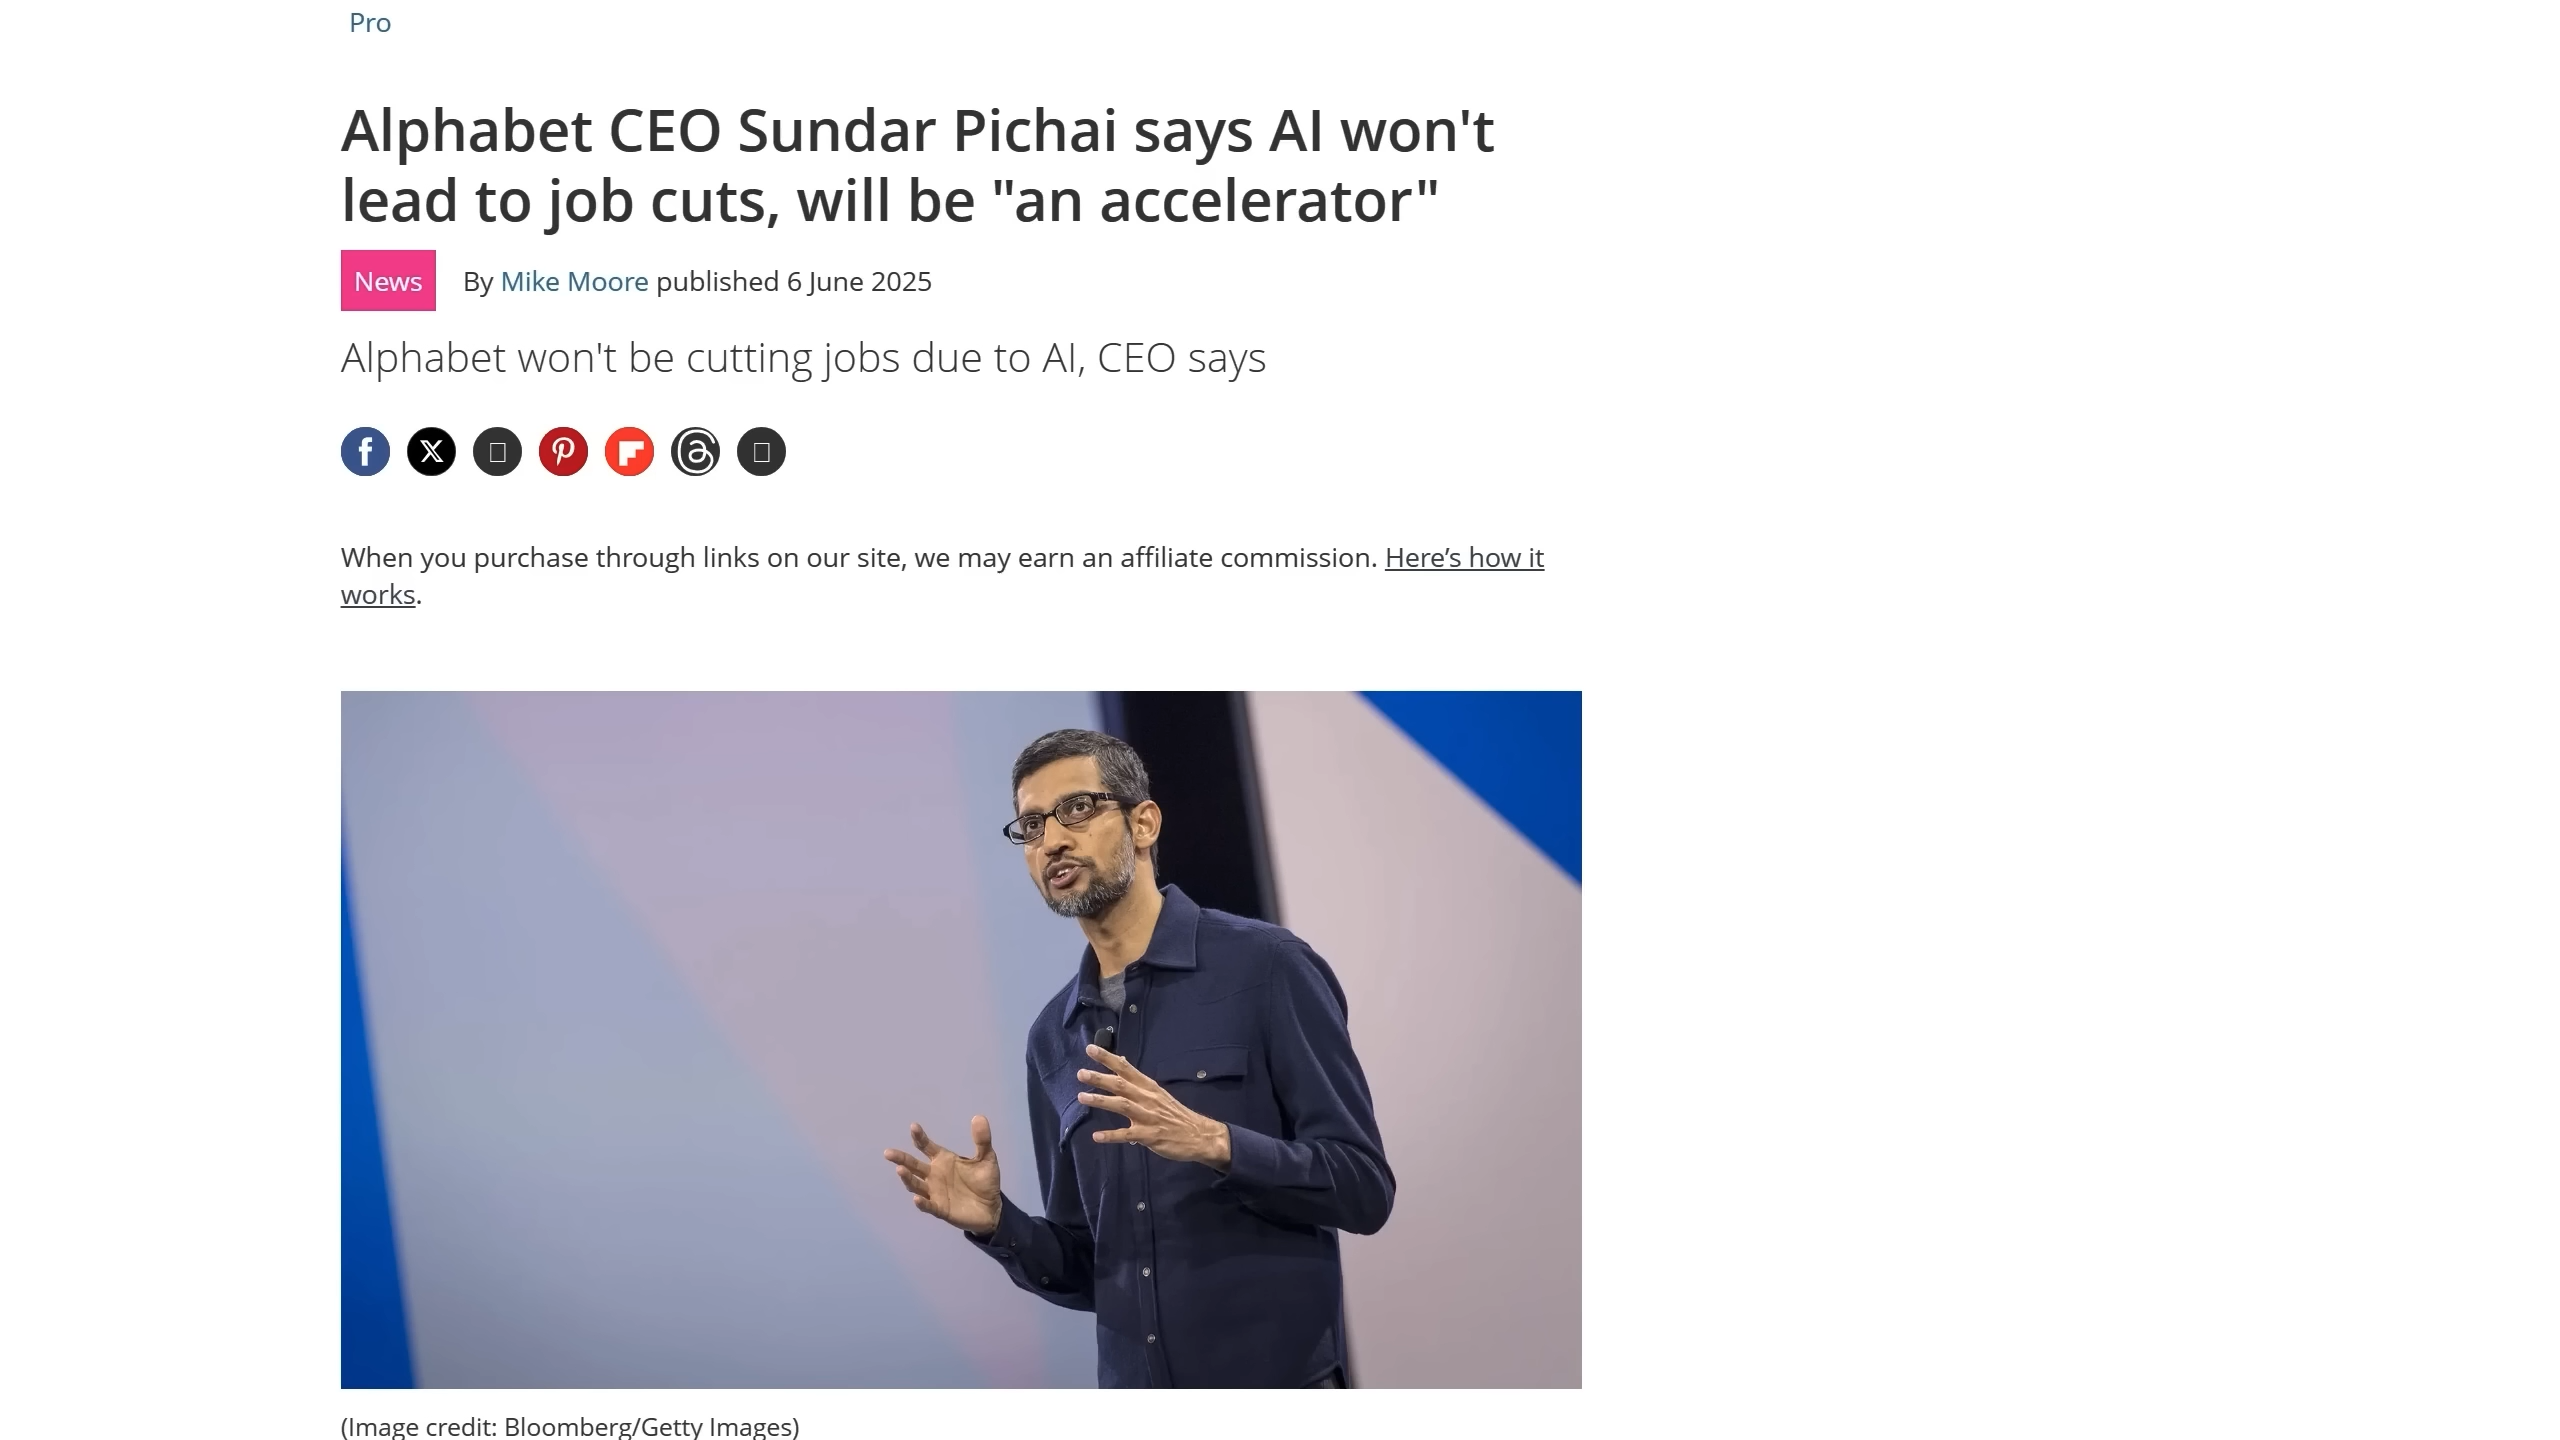 Pro
Alphabet CEO Sundar Pichai says AI won't
lead to job cuts, will be "an accelerator"
News
By Mike Moore published 6 June 2025
Alphabet won't be cutting jobs due to AI, CEO says
When you purchase through links on our site, we may earn an affiliate commission. Here’s how it
works.
(Image credit: Bloomberg/Getty Images)